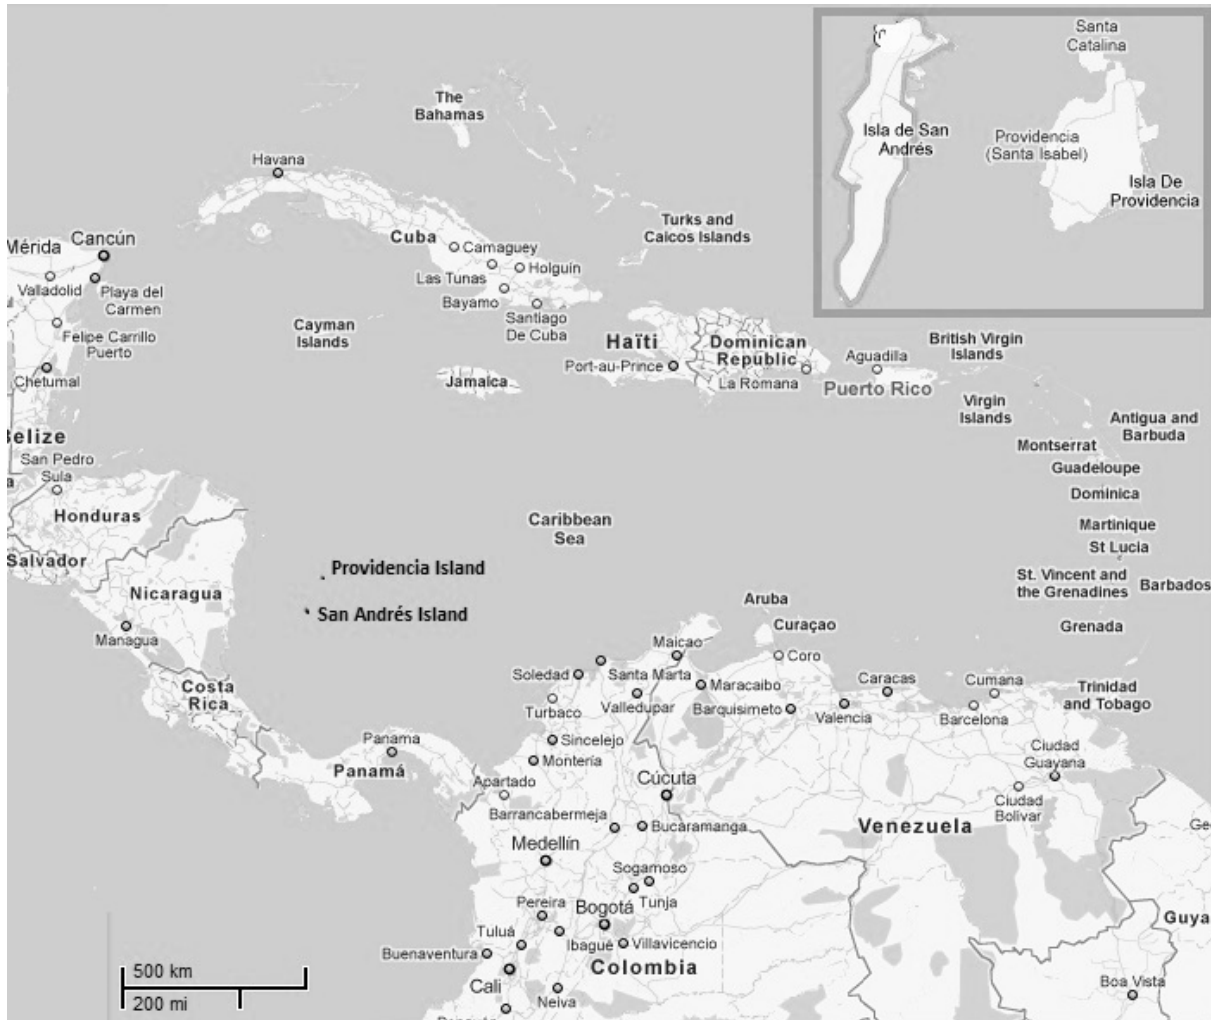 The
Bahamas
Santa
Catalina
Isla de San
Andrés
Providencia
(Santa Isabel)
Isla De
Providencia
Havana
Turks and
Caicos Islands
Mérida
Cancún
Cuba
Camaguey
Las Tunas
Holguín
Valladolid
Playa del
Carmen
Bayamo
Santiago
De Cuba
Felipe Carrillo
Puerto
Cayman
Islands
Haïti
Dominican
Republic
Aguadilla
British Virgin
Islands
Port-au-Prince
La Romana
Puerto Rico
Chetumal
Jamaica
Virgin
Islands
Antigua and
Barbuda
Belize
Montserrat
San Pedro
Sula
Guadeloupe
Dominica
Honduras
Caribbean
Sea
Martinique
St Lucia
Salvador
Providencia Island
St. Vincent and
the Grenadines
Barbados
Nicaragua
San Andrés Island
Aruba
Curaçao
Grenada
Managua
Maicao
Coro
Soledad
Santa Marta
Maracaibo
Caracas
Cumana
Trinidad
and Tobago
Costa
Rica
Turbaco
Valledupar
Barquisimeto
Valencia
Barcelona
Panama
Sincelejo
Ciudad
Guayana
Panamá
Montería
Apartado
Cúcuta
Ciudad
Bolivar
Barrancabermeja
Bucaramanga
Venezuela
Medellín
Sogamoso
Tunja
Pereira
Bogotá
Guya
Tuluá
Ibagué
Villavicencio
Buenaventura
Colombia
500 km
200 mi
Cali
Neiva
Boa Vista